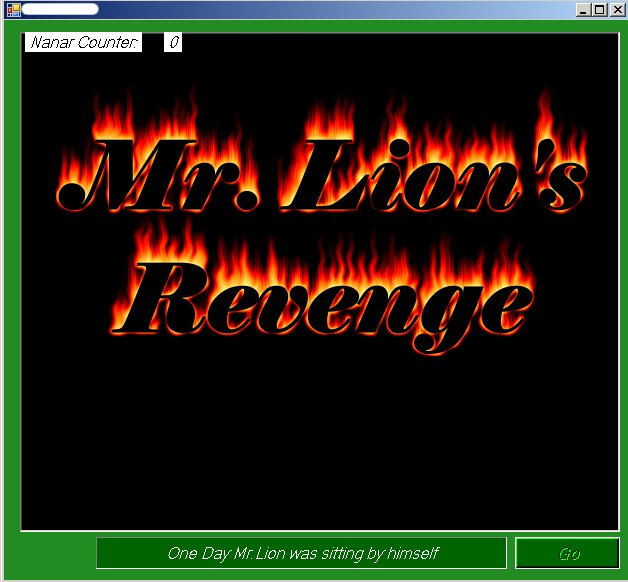 Nanar Counter: 0
Mr. Lion's
Revenge
One Day Mr.Lion was sitting by himself
Go